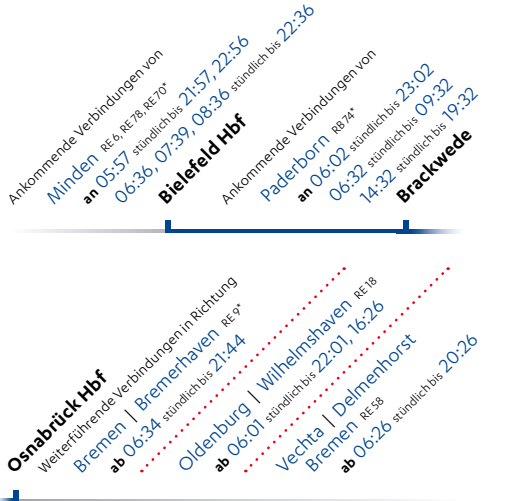 Ankommende Verbindungen von
Minden RE 6, RE 78, RE 70*
an 05:57 stündlich bis 21:57, 22:56
06:36, 07:39, 08:36 stündlich bis 22:36
Bielefeld Hbf
Ankommende Verbindungen von
Paderborn RB 74*
an 06:02 stündlich bis 23:02
06:32 stündlich bis 09:32
14:32 stündlich bis 19:32
Brackwede
Osnabrück Hbf
Weiterführende Verbindungen in Richtung
Bremen | Bremerhaven RE 9*
ab 06:34 stündlich bis 21:44
Oldenburg | Wilhelmshaven RE 18
ab 06:01 stündlich bis 22:01, 16:26
Vechta | Delmenhorst
Bremen RE 58
ab 06:26 stündlich bis 20:26